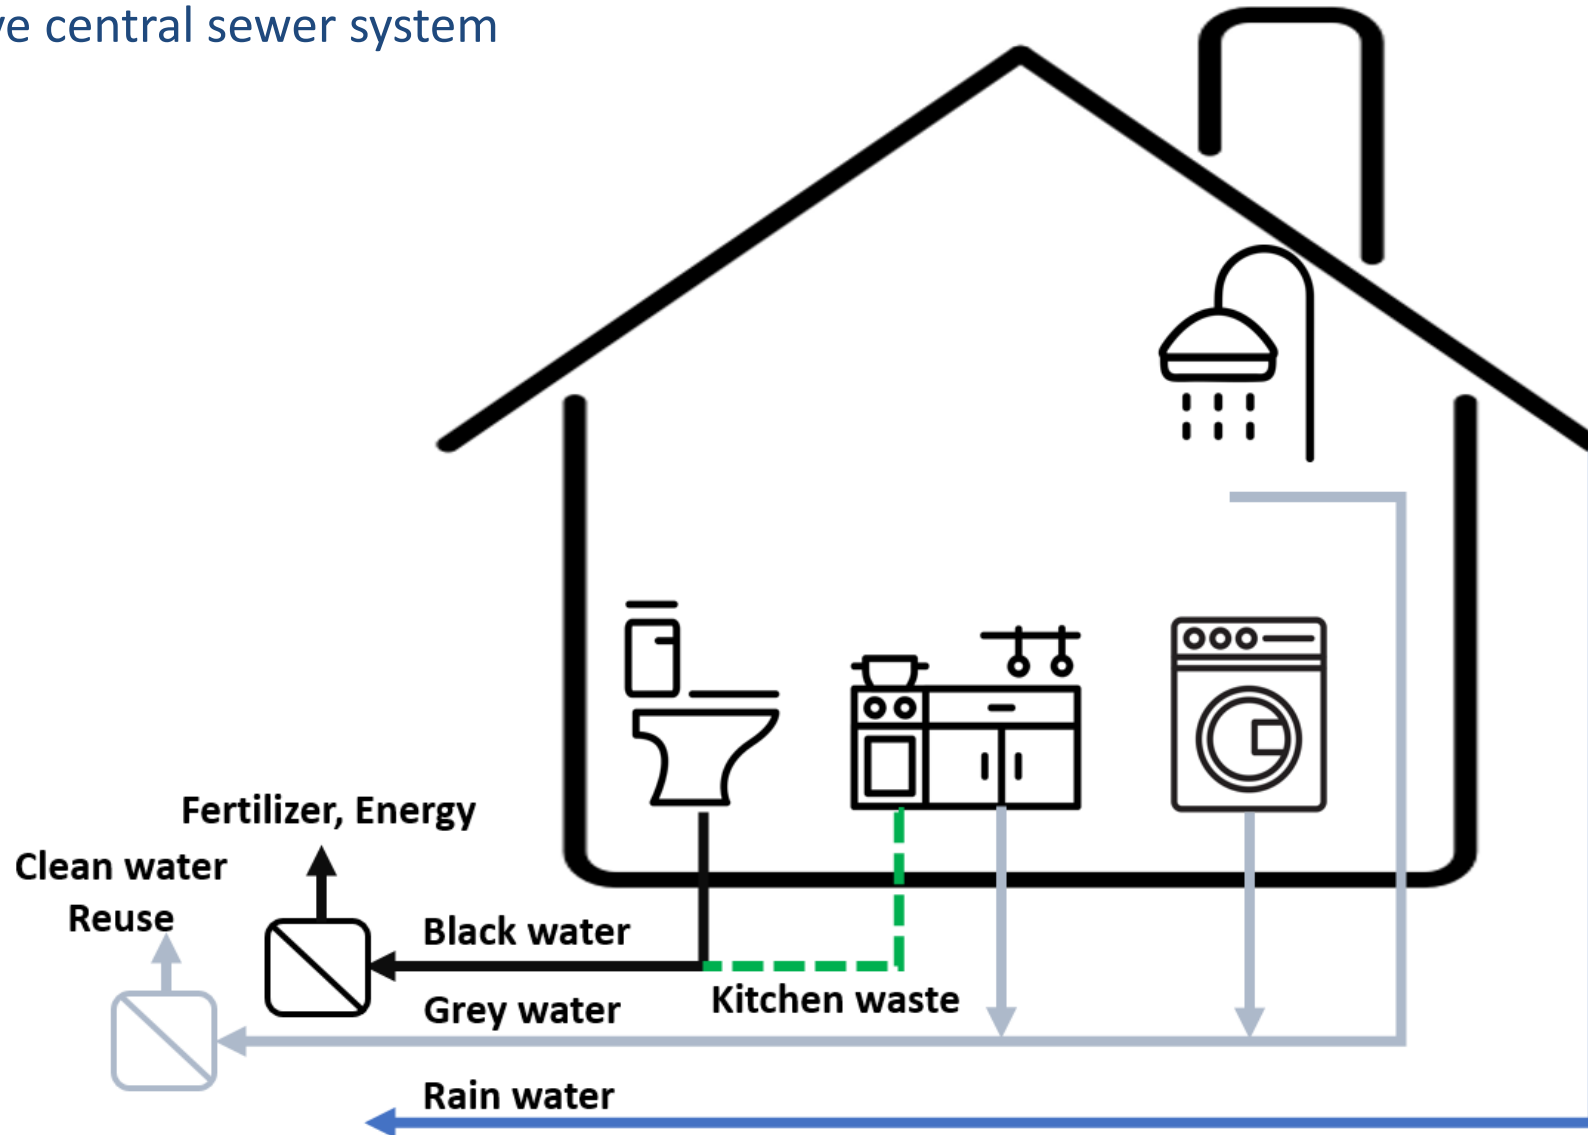 central sewer system
Fertilizer, Energy
Clean water
Reuse
Black water
Grey water
Kitchen waste
Rain water